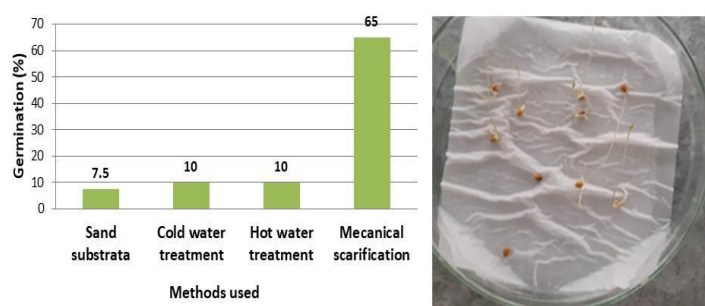 70
65
60
50
40
30
20
10
0
Germination (%)
7.5
10
10
Sand substrata
Cold water treatment
Hot water treatment
Mecanical scarification
Methods used